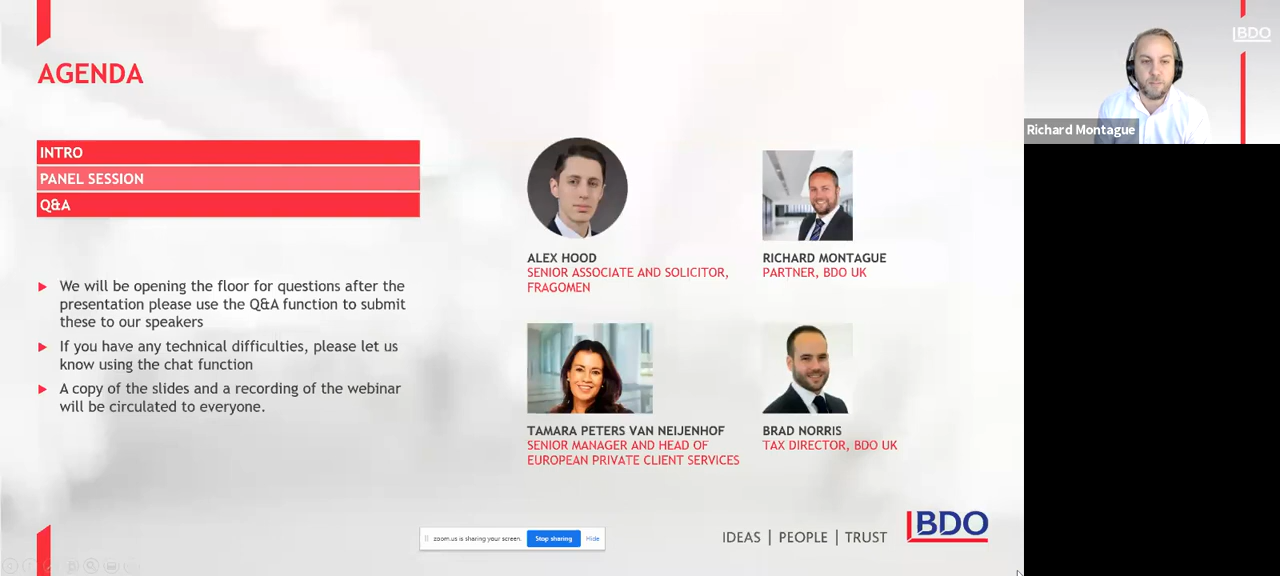 AGENDA
INTRO
PANEL SESSION
Q&A
We will be opening the floor for questions after the
presentation please use the Q&A function to submit
these to our speakers
If you have any technical difficulties, please let us
know using the chat function
A copy of the slides and a recording of the webinar
will be circulated to everyone.
ALEX HOOD
SENIOR ASSOCIATE AND SOLICITOR,
FRAGOMEN
RICHARD MONTAGUE
PARTNER, BDO UK
TAMARA PETERS VAN NEIJENHOF
SENIOR MANAGER AND HEAD OF
EUROPEAN PRIVATE CLIENT SERVICES
BRAD NORRIS
TAX DIRECTOR, BDO UK
zoom.us is sharing your screen. Stop sharing Hide
IDEAS | PEOPLE | TRUST
BDO
BDO
Richard Montague